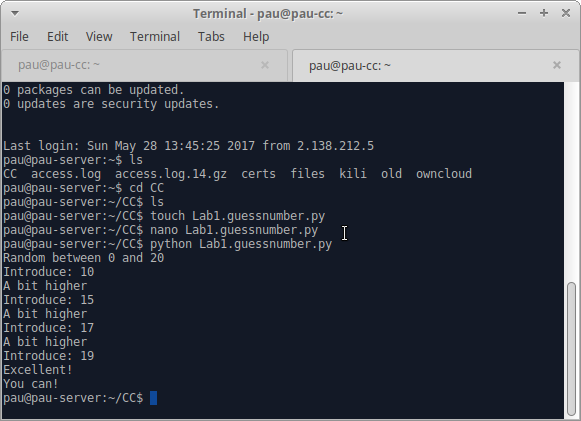 Terminal - pau@pau-cc: ~
File Edit View Terminal Tabs Help
pau@pau-cc: ~ pau@pau-cc: ~
0 packages can be updated.
0 updates are security updates.
Last login: Sun May 28 13:45:25 2017 from 2.138.212.5
pau@pau-server:~$ ls
CC access.log access.log.14.gz certs files kili old owncloud
pau@pau-server:~$ cd CC
pau@pau-server:~/CC$ ls
pau@pau-server:~/CC$ touch Lab1.guessnumber.py
pau@pau-server:~/CC$ nano Lab1.guessnumber.py
pau@pau-server:~/CC$ python Lab1.guessnumber.py
Random between 0 and 20
Introduce: 10
A bit higher
Introduce: 15
A bit higher
Introduce: 17
A bit higher
Introduce: 19
Excellent!
You can!
pau@pau-server:~/CC$